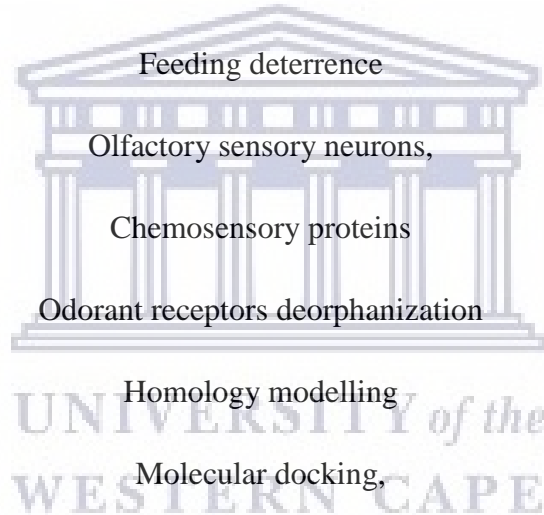 Feeding deterrence
Olfactory sensory neurons,
Chemosensory proteins
Odorant receptors deorphanization
Homology modelling
UNIVERSITY of the
Molecular docking,
WESTERN CAPE